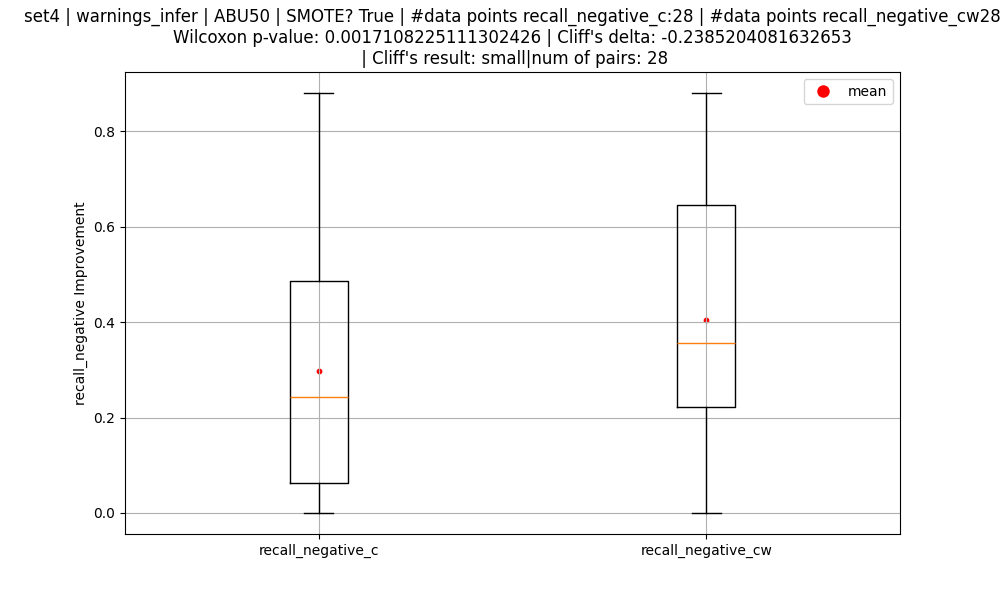 set4 | warnings_infer | ABU50 | SMOTE? True | #data points recall_negative_c:28 | #data points recall_negative_cw28
Wilcoxon p-value: 0.0017108225111302426 | Cliff's delta: -0.2385204081632653
| Cliff's result: small|num of pairs: 28
mean
0.8
0.6
0.4
0.2
0.0
recall_negative Improvement
recall_negative_c
recall_negative_cw